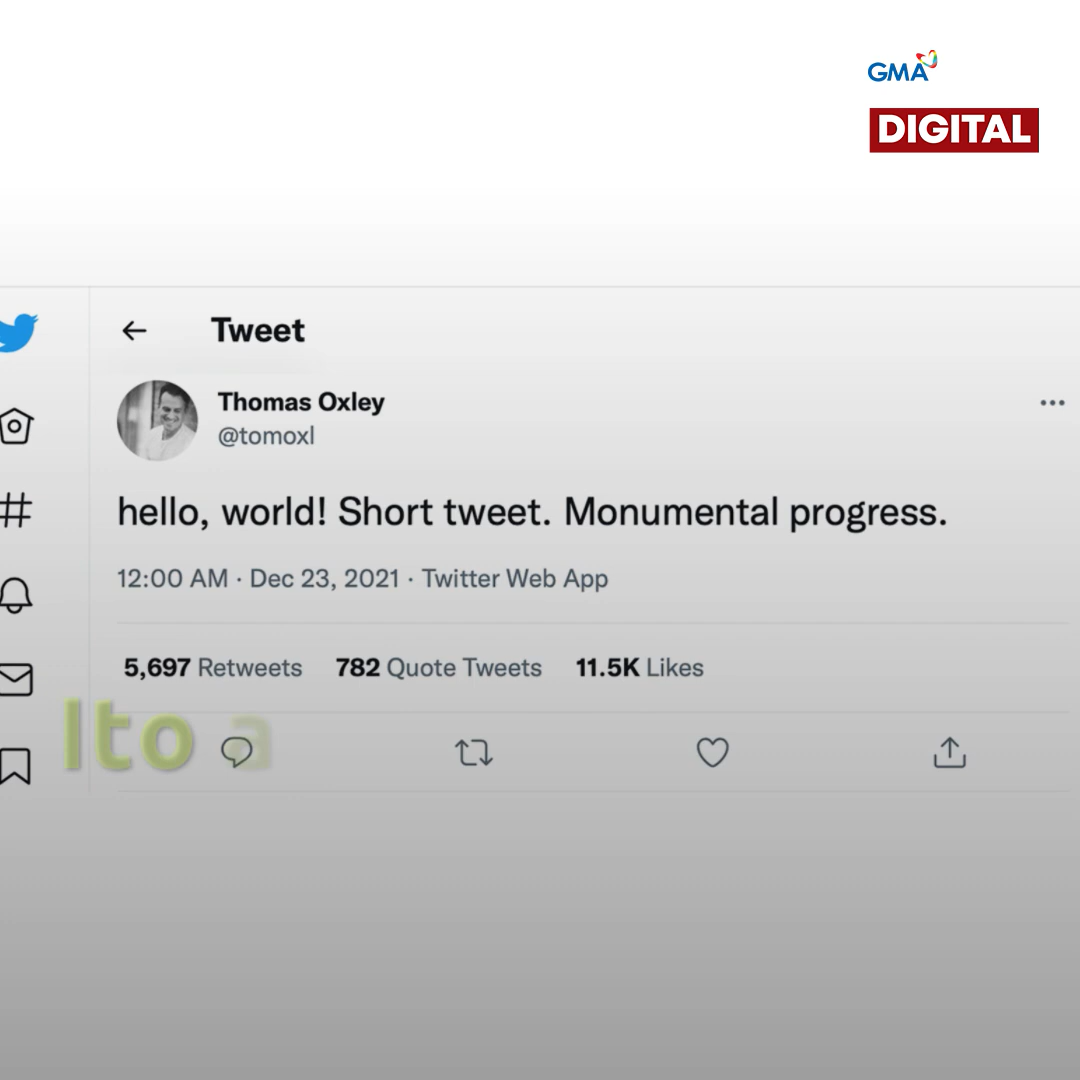 GMA
DIGITAL
Tweet
Thomas Oxley
@tomoxl
hello, world! Short tweet. Monumental progress.
12:00 AM · Dec 23, 2021 · Twitter Web App
5,697 Retweets 782 Quote Tweets 11.5K Likes
Ito a